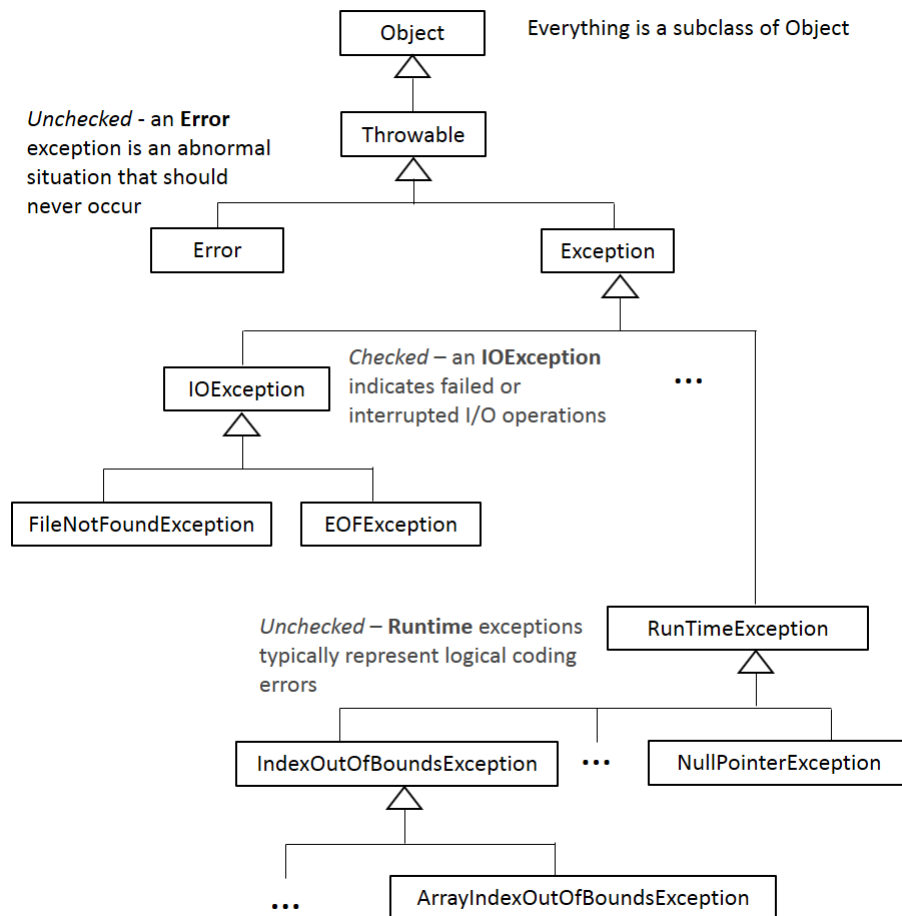 Object
Everything is a subclass of Object
Unchecked - an Error
exception is an abnormal
situation that should
never occur
Throwable
Error
Exception
Checked – an IOException
indicates failed or
interrupted I/O operations
...
IOException
FileNotFoundException
EOFException
Unchecked – Runtime exceptions
typically represent logical coding
errors
RunTimeException
IndexOutOfBoundsException
...
NullPointerException
...
ArrayIndexOutOfBoundsException